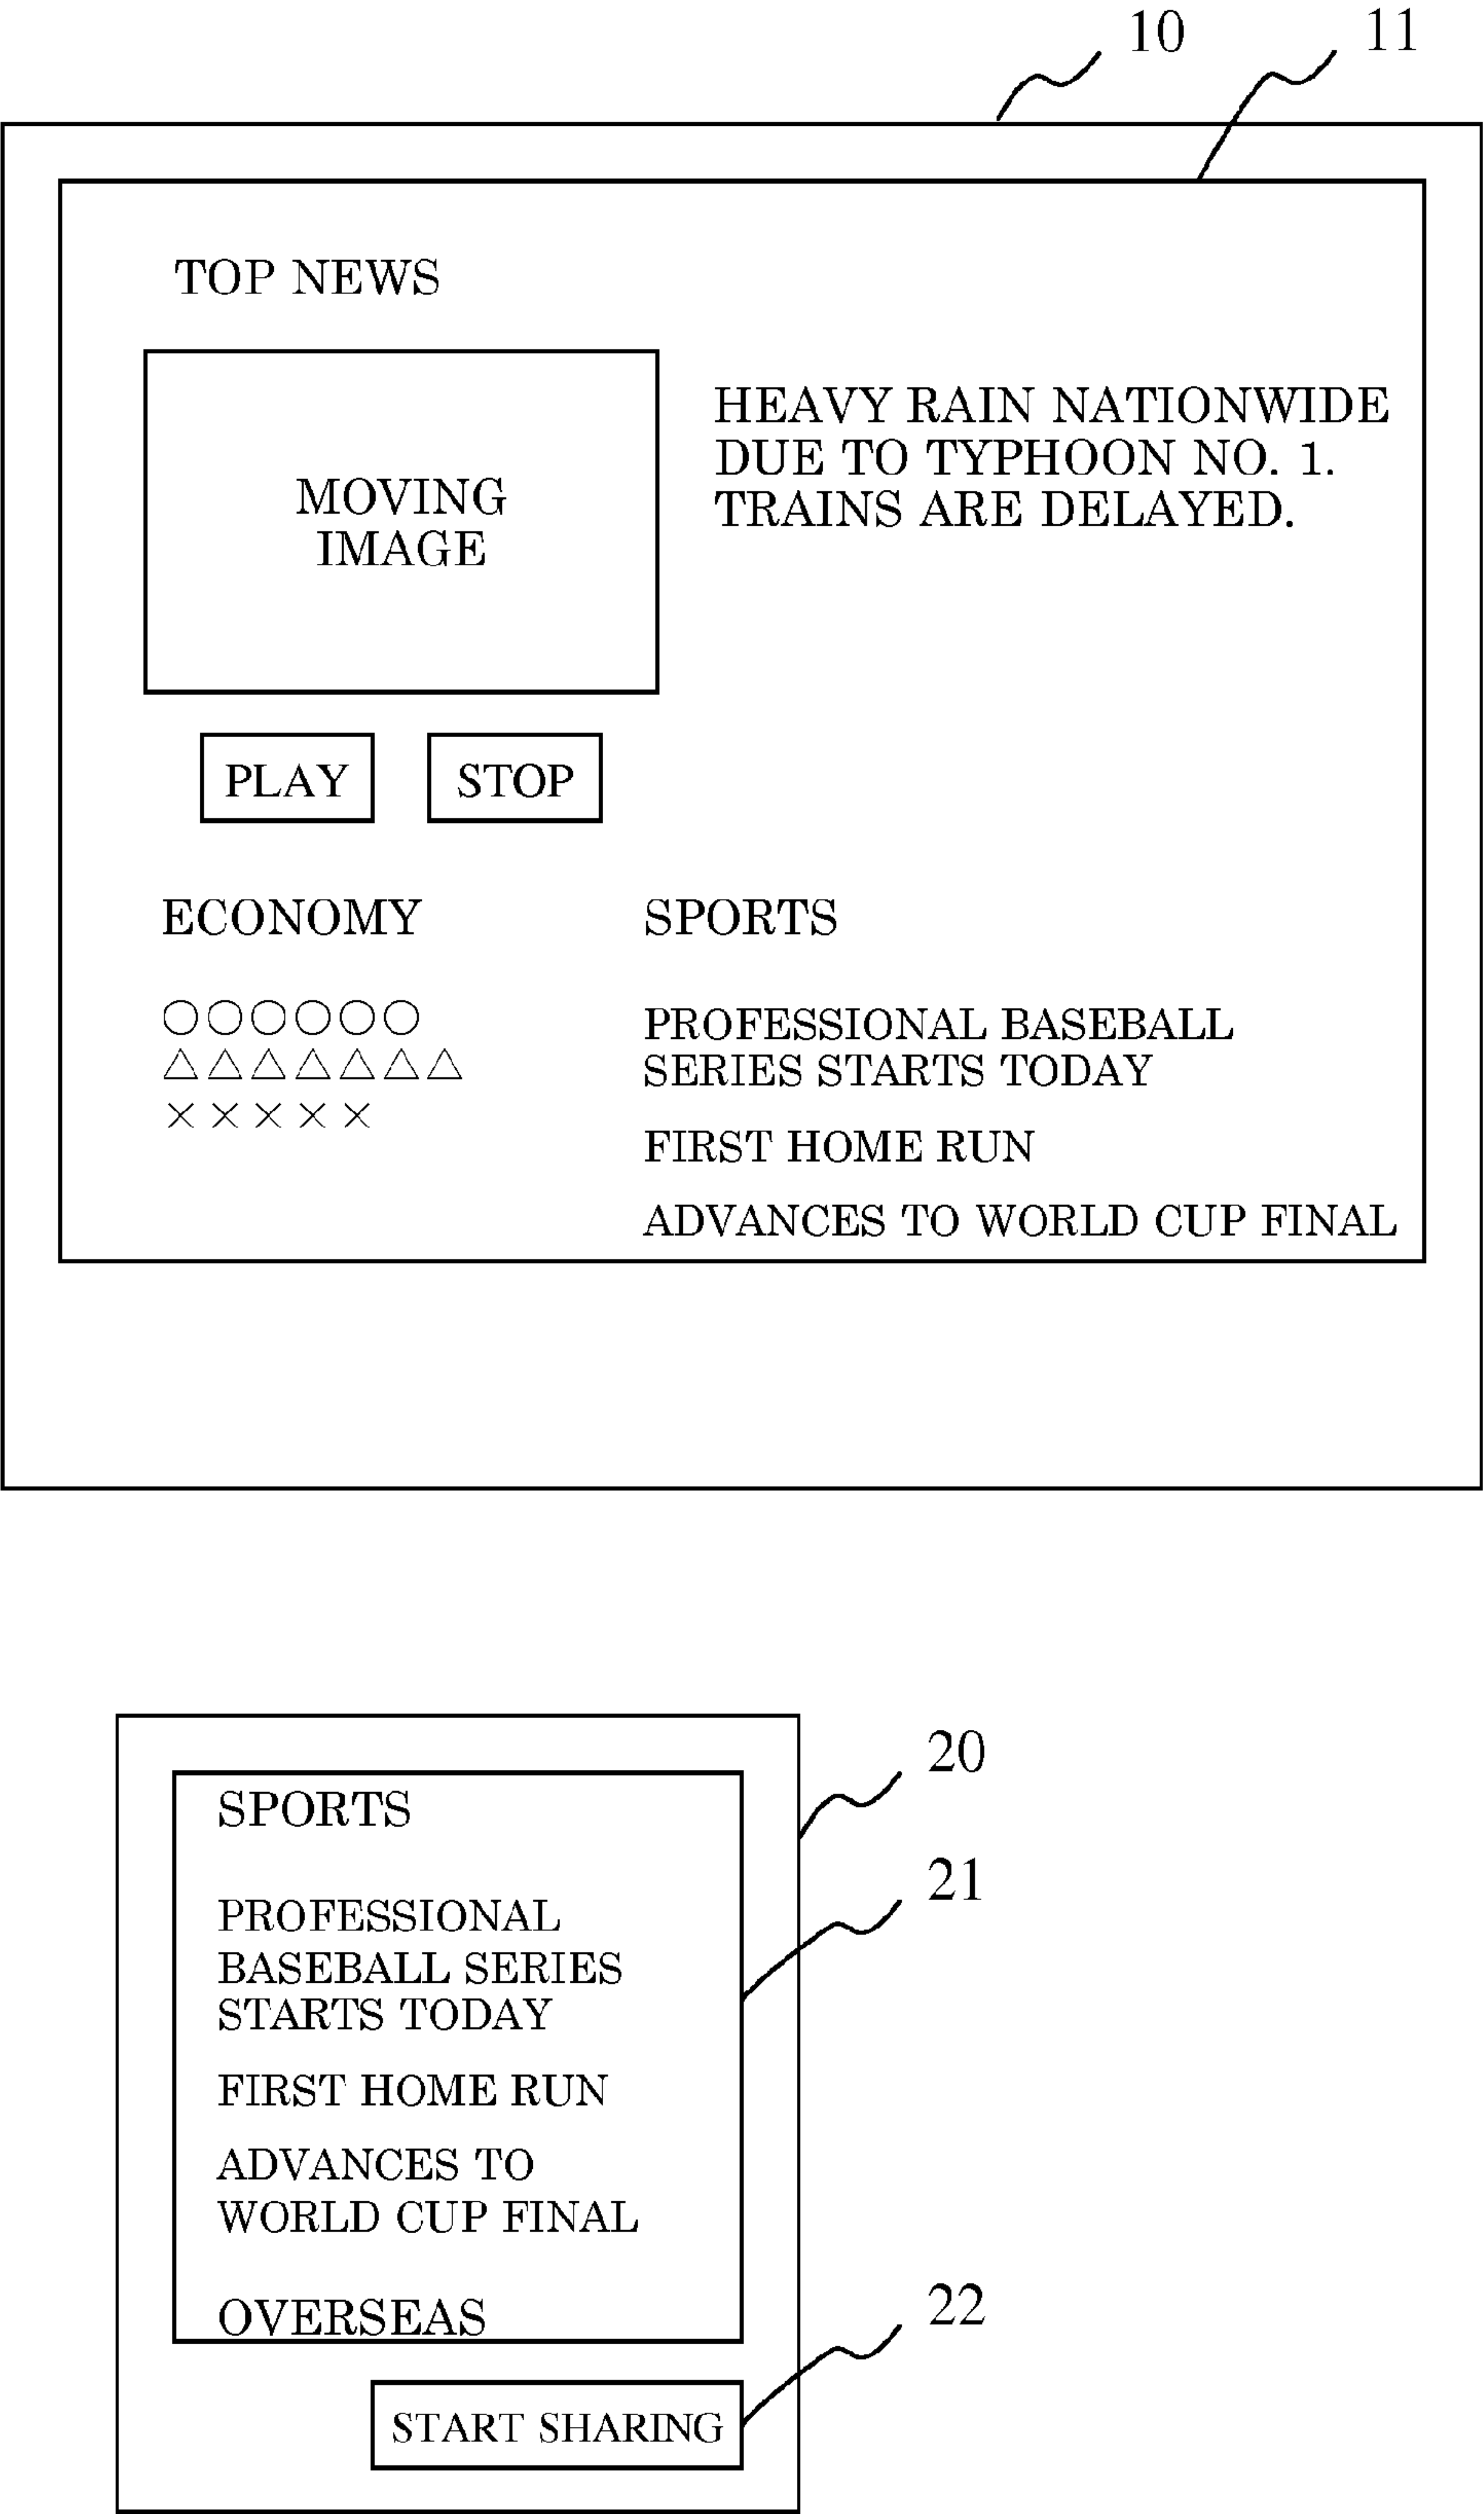 10
11
TOP NEWS
MOVING
IMAGE
HEAVY RAIN NATIONWIDE
DUE TO TYPHOON NO. 1.
TRAINS ARE DELAYED.
PLAY
STOP
ECONOMY
○○○○○○
△△△△△△△
×××××
SPORTS
PROFESSIONAL BASEBALL
SERIES STARTS TODAY
FIRST HOME RUN
ADVANCES TO WORLD CUP FINAL
20
SPORTS
21
PROFESSIONAL
BASEBALL SERIES
STARTS TODAY
FIRST HOME RUN
ADVANCES TO
WORLD CUP FINAL
OVERSEAS
22
START SHARING